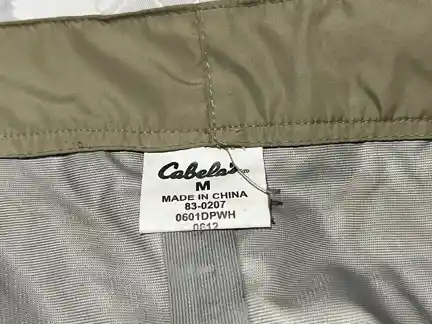 Cabela's®
M
MADE IN CHINA
83-0207
0601DPWH
0612